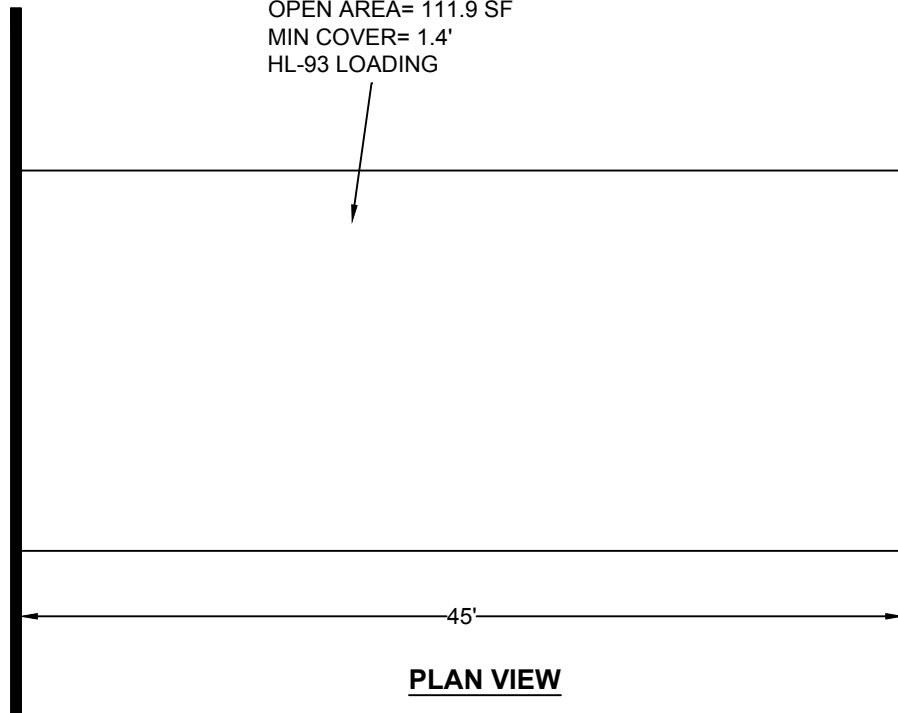 OPEN AREA= 111.9 SF
MIN COVER= 1.4'
HL-93 LOADING
45'
PLAN VIEW